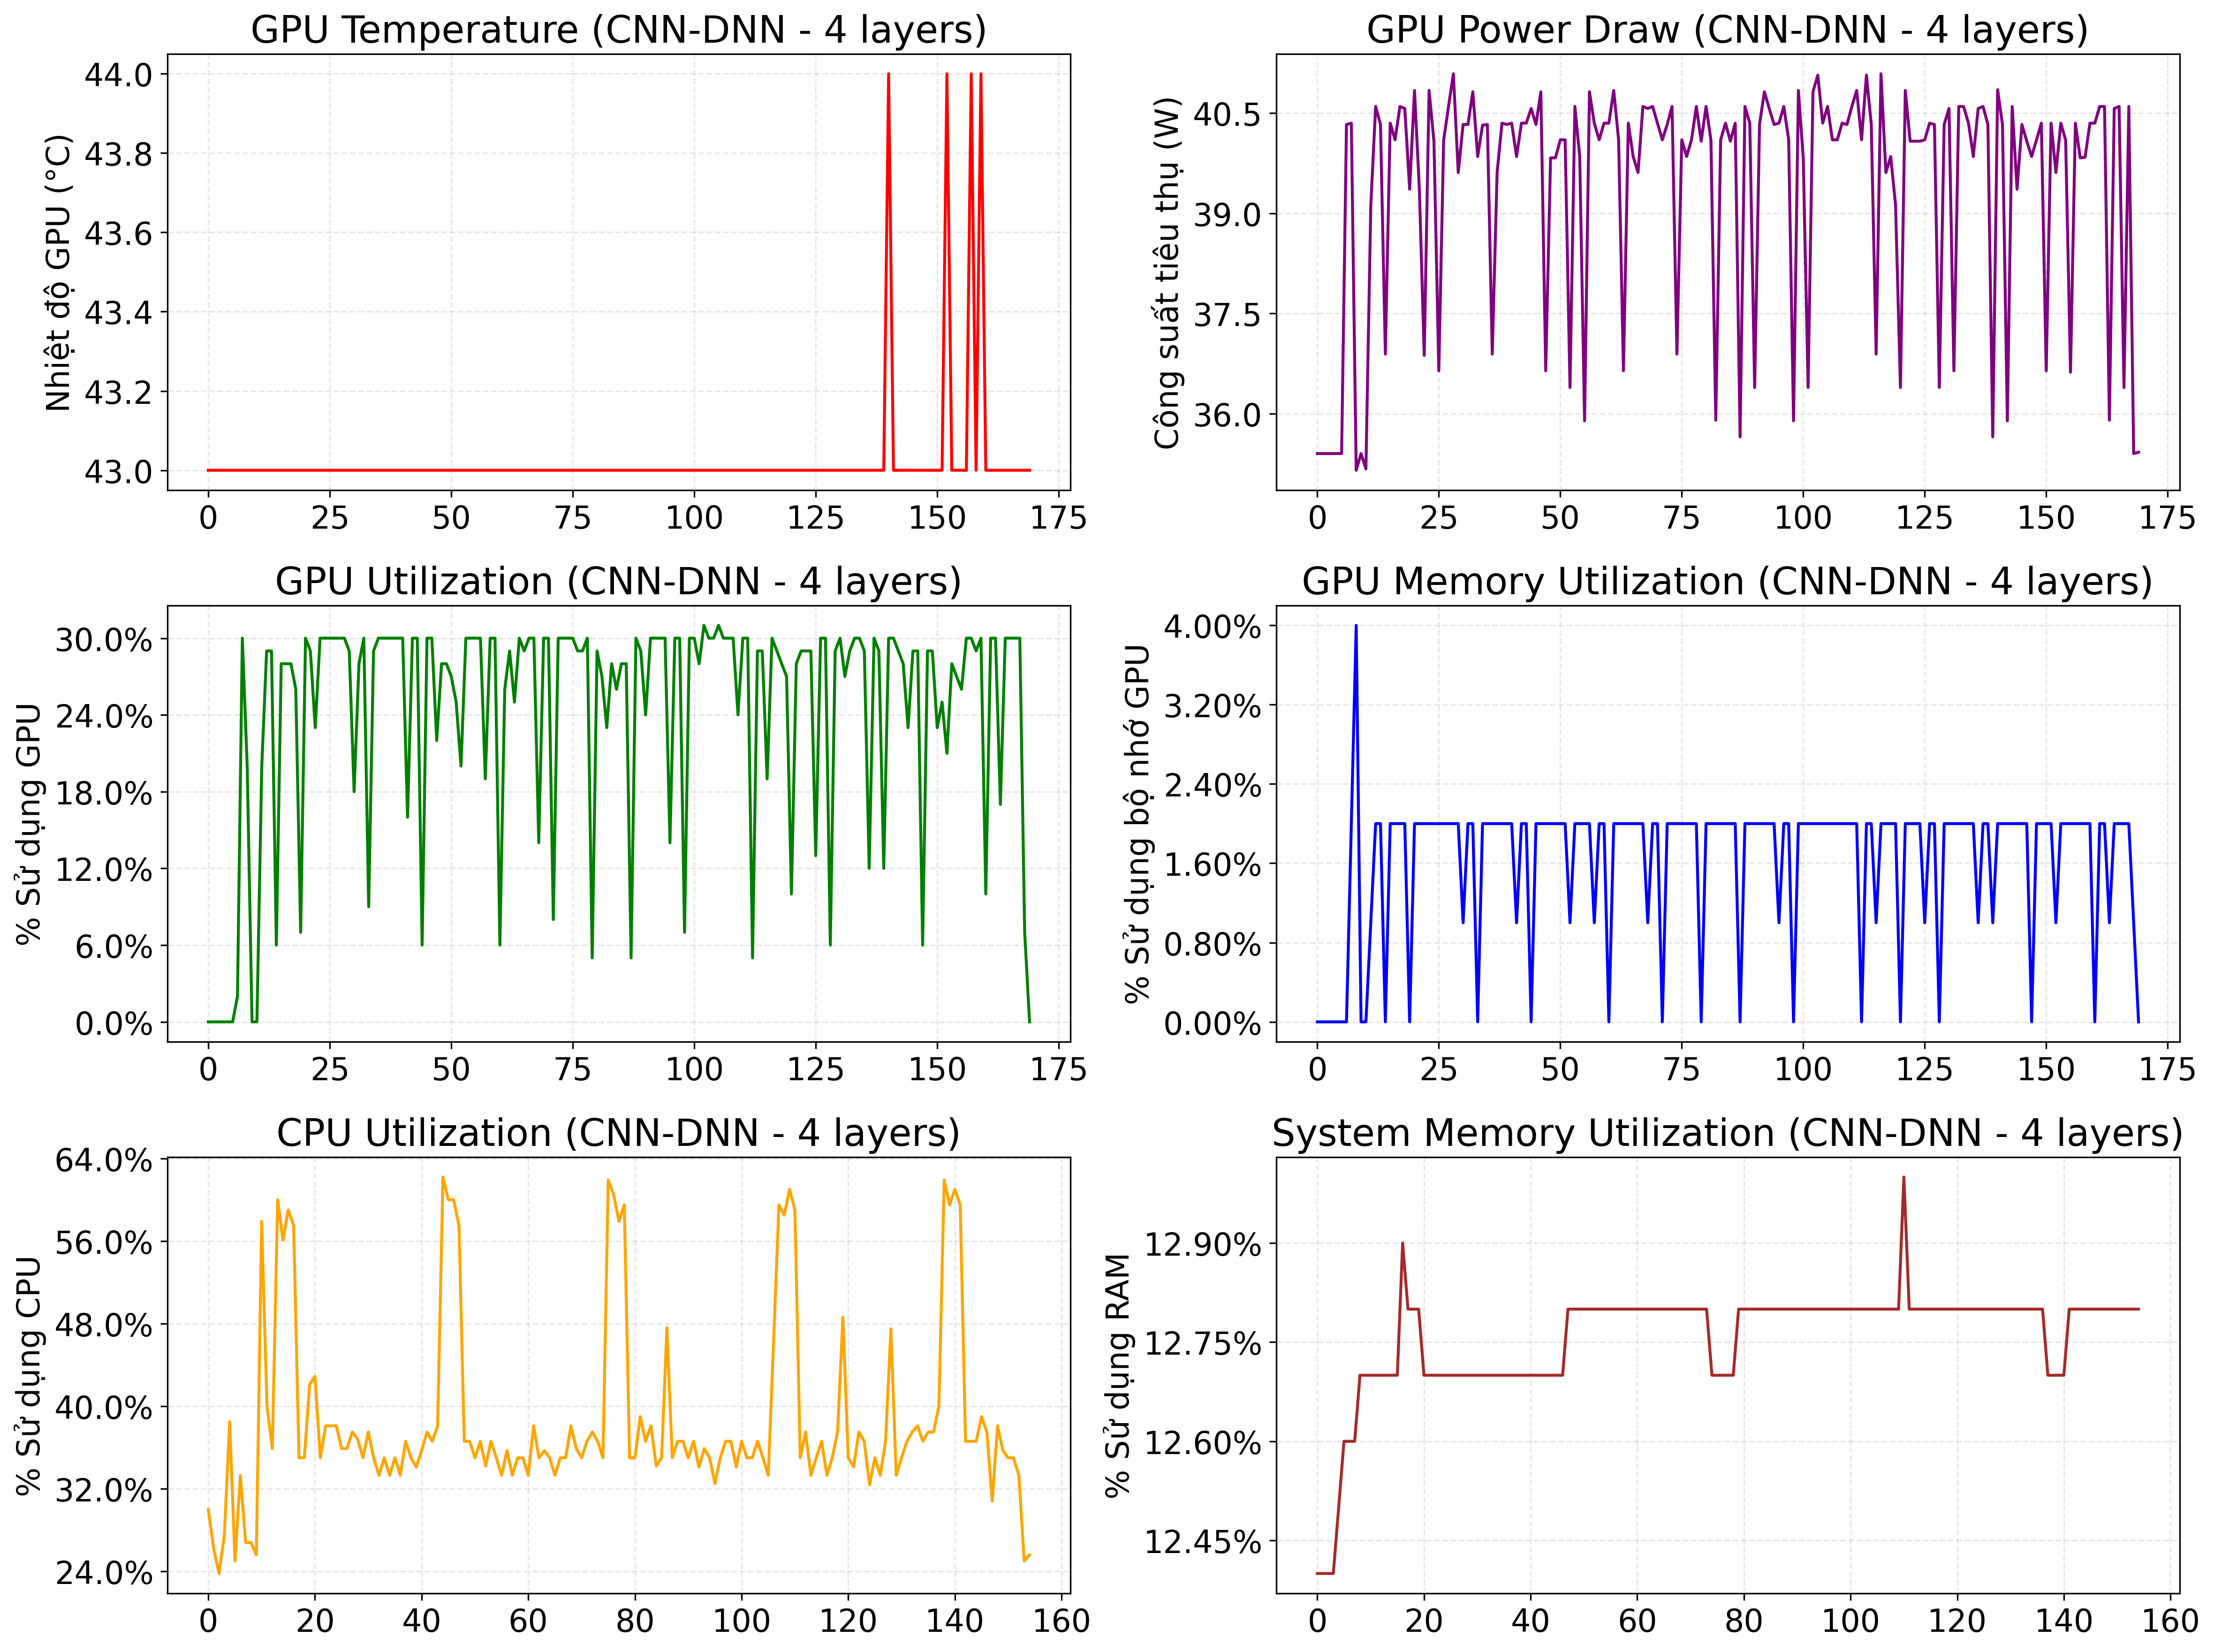 GPU Temperature (CNN-DNN - 4 layers)
Nhiệt độ GPU (°C)
44.0
43.8
43.6
43.4
43.2
43.0
0 25 50 75 100 125 150 175
GPU Power Draw (CNN-DNN - 4 layers)
Công suất tiêu thụ (W)
40.5
39.0
37.5
36.0
0 25 50 75 100 125 150 175
GPU Utilization (CNN-DNN - 4 layers)
% Sử dụng GPU
30.0%
24.0%
18.0%
12.0%
6.0%
0.0%
0 25 50 75 100 125 150 175
GPU Memory Utilization (CNN-DNN - 4 layers)
% Sử dụng bộ nhớ GPU
4.00%
3.20%
2.40%
1.60%
0.80%
0.00%
0 25 50 75 100 125 150 175
CPU Utilization (CNN-DNN - 4 layers)
% Sử dụng CPU
64.0%
56.0%
48.0%
40.0%
32.0%
24.0%
0 20 40 60 80 100 120 140 160
System Memory Utilization (CNN-DNN - 4 layers)
% Sử dụng RAM
12.90%
12.75%
12.60%
12.45%
0 20 40 60 80 100 120 140 160